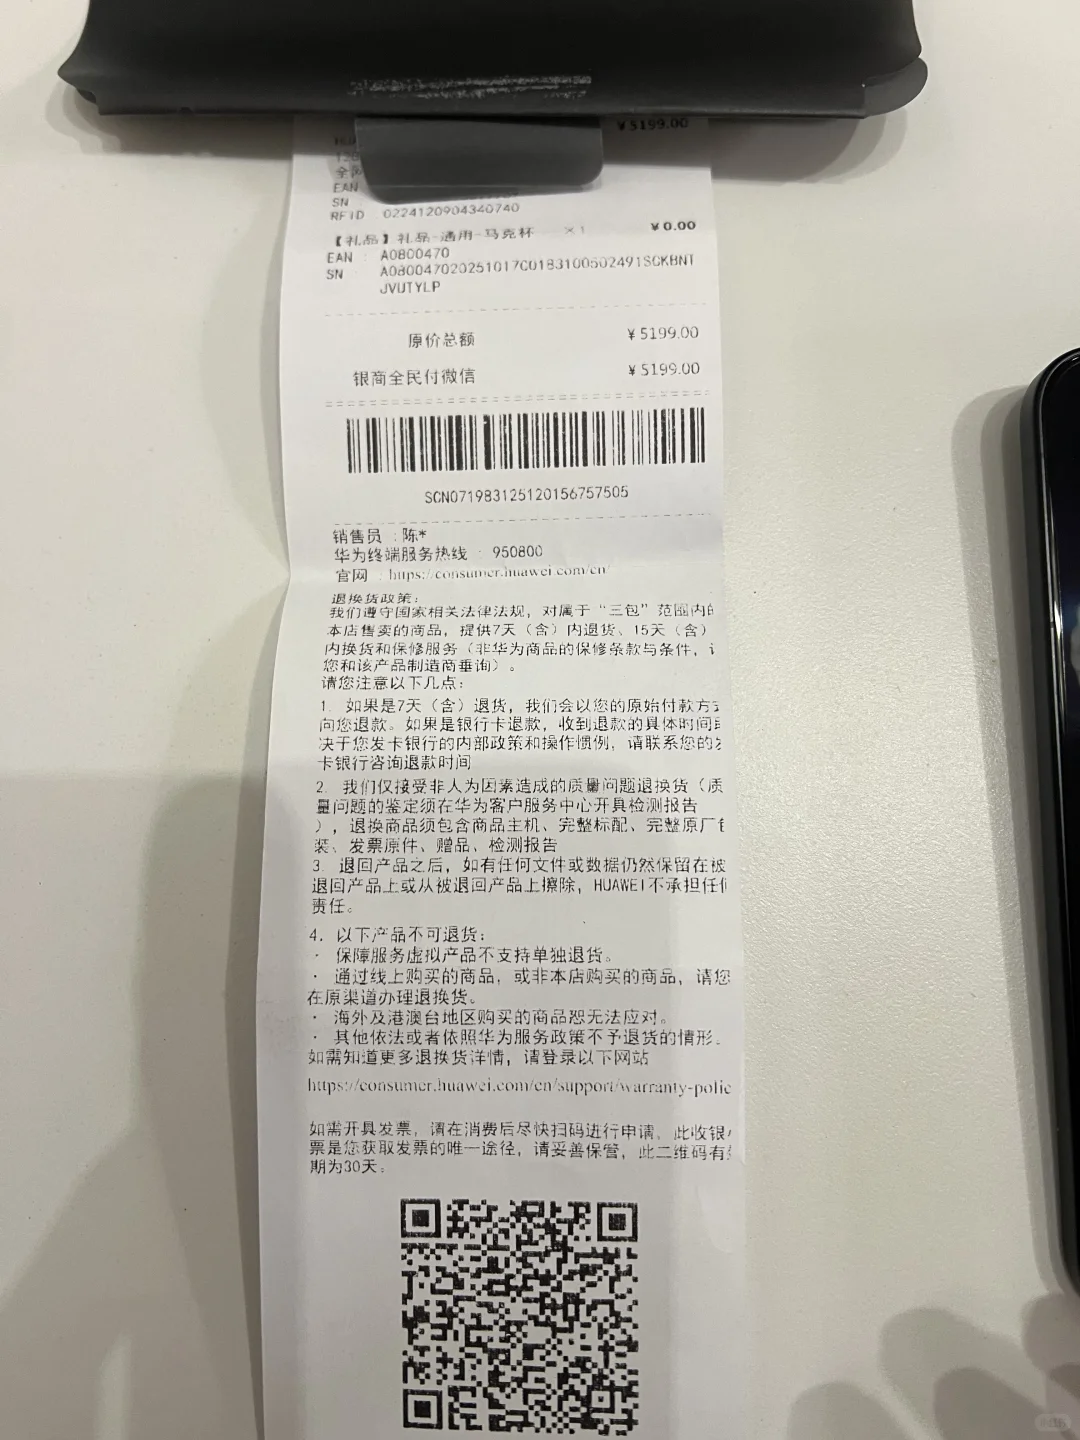 ¥5199.00
EAN
SN
RFID 0224120904340740
【礼品】礼品-通用-马克杯 ×1 ¥0.00
EAN : A0800470
SN : A080047020251017C0183100502491SCKBNT
JVUTYLP
原价总额 ¥5199.00
银商全民付微信 ¥5199.00
SCN07198312512015675​7505
销售员 :陈*
华为终端服务热线 : 950800
官网 : https://consumer.huawei.com/cn/
退换货政策:
我们遵守国家相关法律法规，对属于“三包”范围内的
本店售卖的商品，提供7天（含）内退货、15天（含）
内换货和保修服务（非华为商品的保修条款与条件，
您和该产品制造商垂询）。
请您注意以下几点:
1. 如果是7天（含）退货，我们会以您的原始付款方式
向您退款。如果是银行卡退款，收到退款的具体时间
决于您发卡银行的内部政策和操作惯例，请联系您的
卡银行咨询退款时间
2. 我们仅接受非人为因素造成的质量问题退换货（质
量问题的鉴定须在华为客户服务中心开具检测报告
），退换商品须包含商品主机、完整标配、完整原厂包
装、发票原件、赠品、检测报告
3. 退回产品之后，如有任何文件或数据仍然保留在被
退回产品上或从被退回产品上擦除，HUAWEI不承担任何
责任。
4. 以下产品不可退货:
· 保障服务虚拟产品不支持单独退货。
· 通过线上购买的商品，或非本店购买的商品，请您
在原渠道办理退换货。
· 海外及港澳台地区购买的商品恕无法应对。
· 其他依法或者依照华为服务政策不予退货的情形。
如需知道更多退换货详情，请登录以下网站
https://consumer.huawei.com/cn/support/warranty-polic
如需开具发票，请在消费后尽快扫码进行申请，此收银
票是您获取发票的唯一途径，请妥善保管，此二维码有
期为30天。